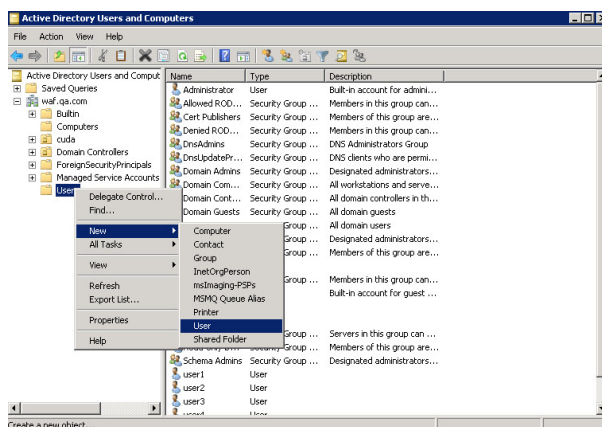 Active Directory Users and Computers
File Action View Help
Active Directory Users and Comput
Saved Queries
waf.qa.com
Builtin
Computers
cuda
Domain Controllers
ForeignSecurityPrincipals
Managed Service Accounts
User
Name Type Description
Administrator User Built-in account for admini...
Allowed ROD... Security Group ... Members in this group can...
Cert Publishers Security Group ... Members of this group are...
Denied ROD... Security Group ... Members in this group can...
DnsAdmins Security Group ... DNS Administrators Group
DnsUpdatePr... Security Group ... DNS clients who are permi...
Domain Admins Security Group ... Designated administrators...
Domain Com... Security Group ... All workstations and serve...
Domain Cont... Security Group ... All domain controllers in th...
Domain Guests Security Group ... All domain guests
Group ... All domain users
Group ... Designated administrators...
Group ... Members of this group are...
Group ... Members in this group can...
Built-in account for guest ...
Group ... Servers in this group can ...
Group ... Members of this group are...
Schema Admins Security Group ... Designated administrators...
user1 User
user2 User
user3 User
user4 User
Delegate Control...
Find...
New
All Tasks
View
Refresh
Export List...
Properties
Help
Computer
Contact
Group
InetOrgPerson
msImaging-PSPs
MSMQ Queue Alias
Printer
User
Shared Folder
Create a new object...